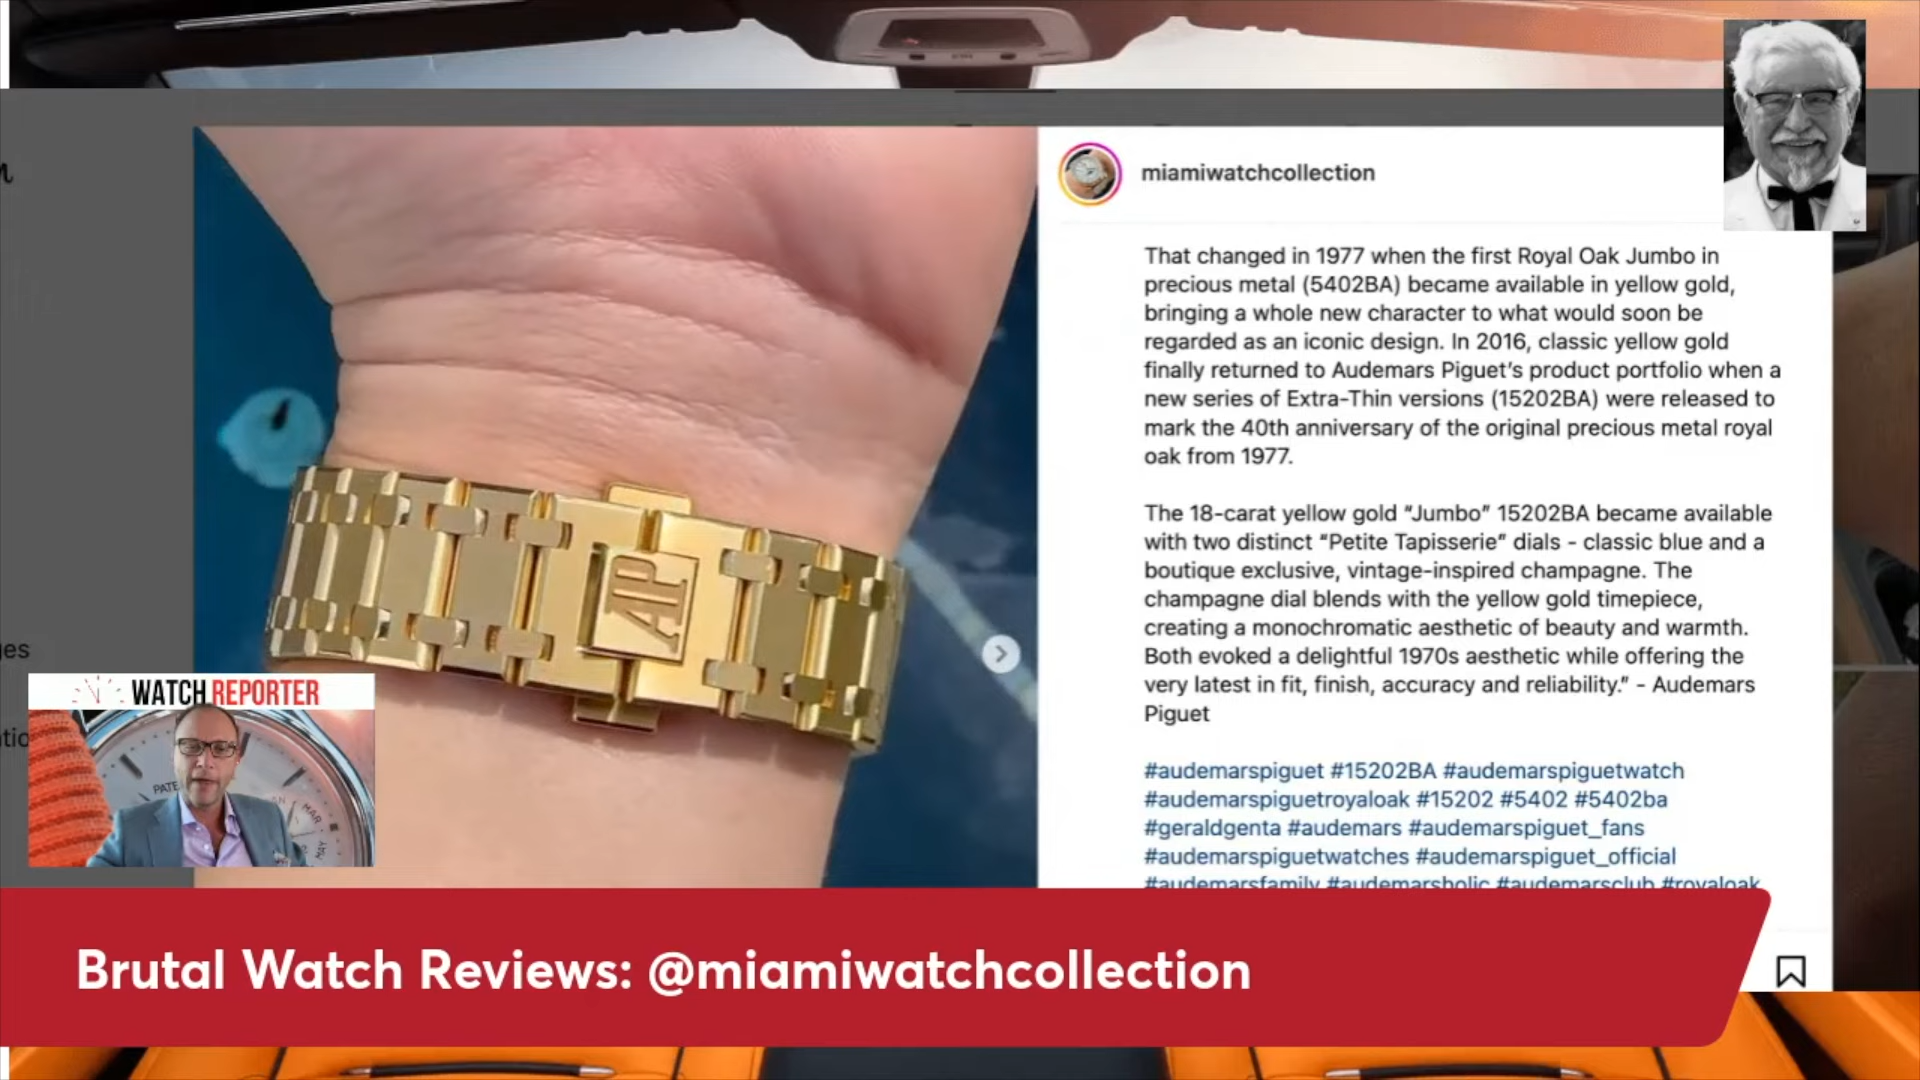 miamiwatchcollection
That changed in 1977 when the first Royal Oak Jumbo in
precious metal (5402BA) became available in yellow gold,
bringing a whole new character to what would soon be
regarded as an iconic design. In 2016, classic yellow gold
finally returned to Audemars Piguet's product portfolio when a
new series of Extra-Thin versions (15202BA) were released to
mark the 40th anniversary of the original precious metal royal
oak from 1977.
The 18-carat yellow gold “Jumbo” 15202BA became available
with two distinct “Petite Tapisserie” dials - classic blue and a
boutique exclusive, vintage-inspired champagne. The
champagne dial blends with the yellow gold timepiece,
creating a monochromatic aesthetic of beauty and warmth.
Both evoked a delightful 1970s aesthetic while offering the
very latest in fit, finish, accuracy and reliability.” - Audemars
Piguet
#audemarspiguet #15202BA #audemarspiguetwatch
#audemarspiguetroyaloak #15202 #5402 #5402ba
#geraldgenta #audemars #audemarspiguet_fans
#audemarspiguetwatches #audemarspiguet_official
#audemarsfamily #audemarsholic #audemarsclub #royaloak
AP
WATCH REPORTER
PATE
MAR
MAY
Brutal Watch Reviews: @miamiwatchcollection